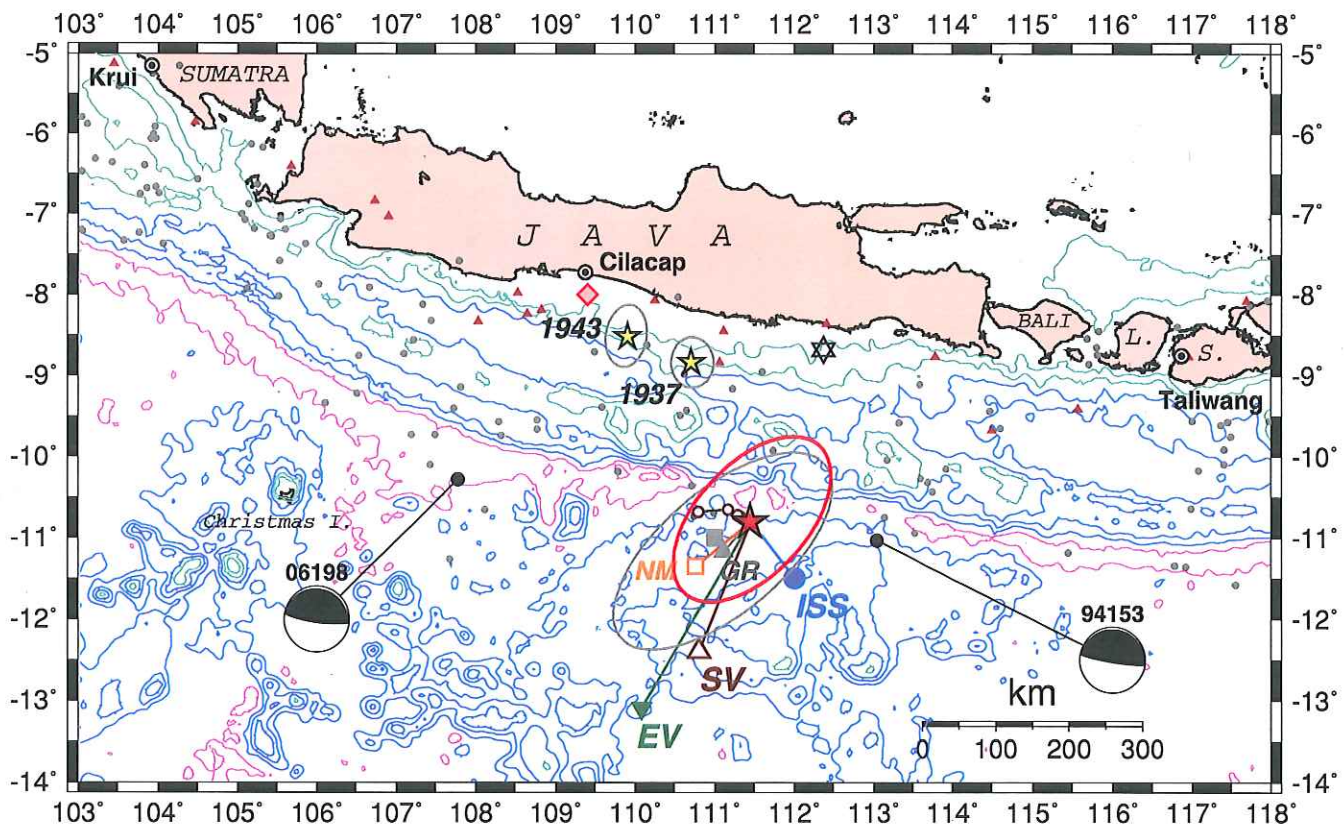 103 104 105 106 107 108 109 110 111 112 113 114 115 116 117 118
-5° -5°
Krui SUMATRA
-6° -6°
-7° -7°
J A V A
Cilacap
-8° -8°
1943
BALI L. S.
-9° -9°
1937
Taliwang
-10° -10°
Christmas I.
-11° -11°
NM GR
06198
ISS
94153
-12° -12°
SV
km
-13° -13°
EV
0 100 200 300
-14° -14°
103 104 105 106 107 108 109 110 111 112 113 114 115 116 117 118